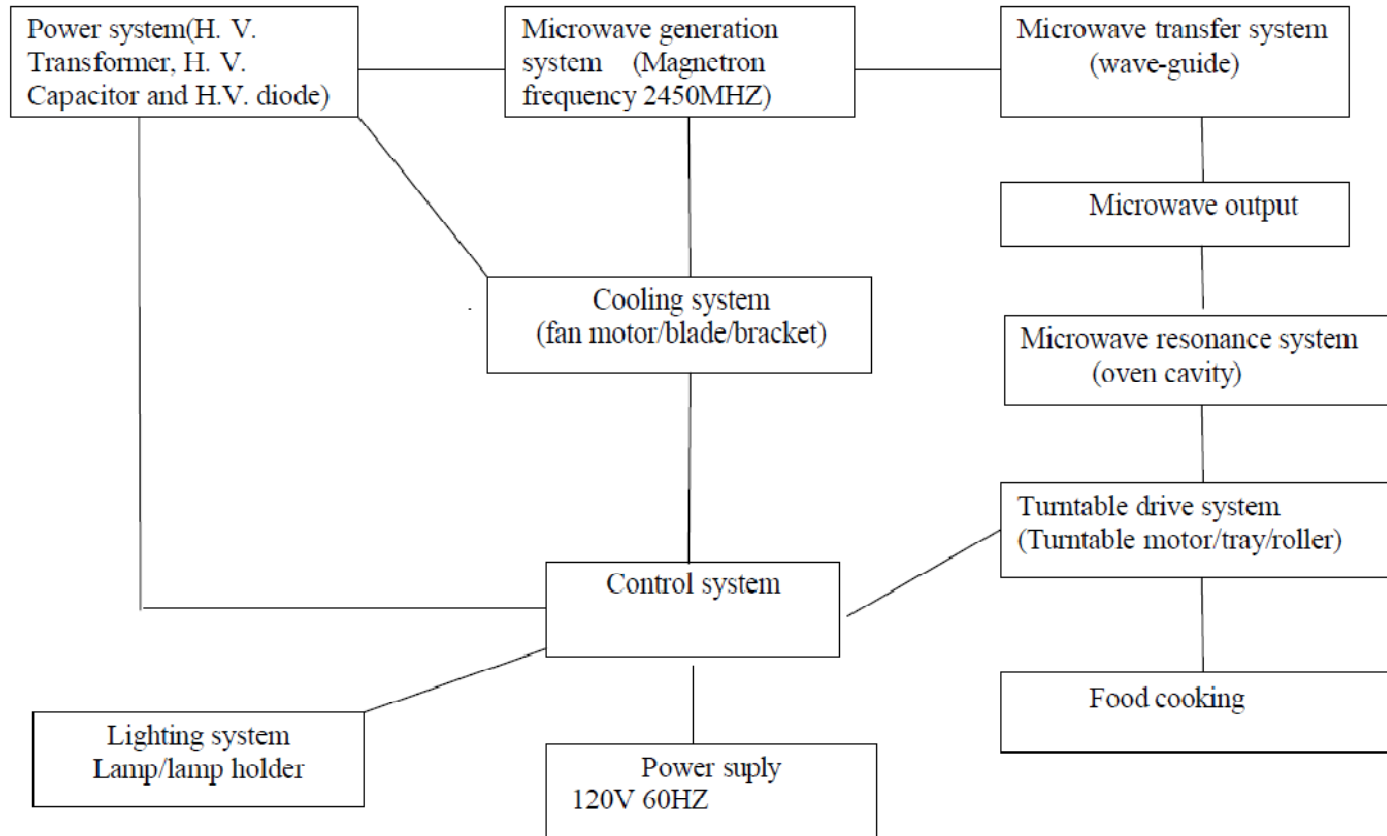 Power system(H. V.
Transformer, H. V.
Capacitor and H.V. diode)
Microwave generation
system (Magnetron
frequency 2450MHZ)
Microwave transfer system
(wave-guide)
Microwave output
Cooling system
(fan motor/blade/bracket)
Microwave resonance system
(oven cavity)
Turntable drive system
(Turntable motor/tray/roller)
Control system
Food cooking
Lighting system
Lamp/lamp holder
Power suply
120V 60HZ